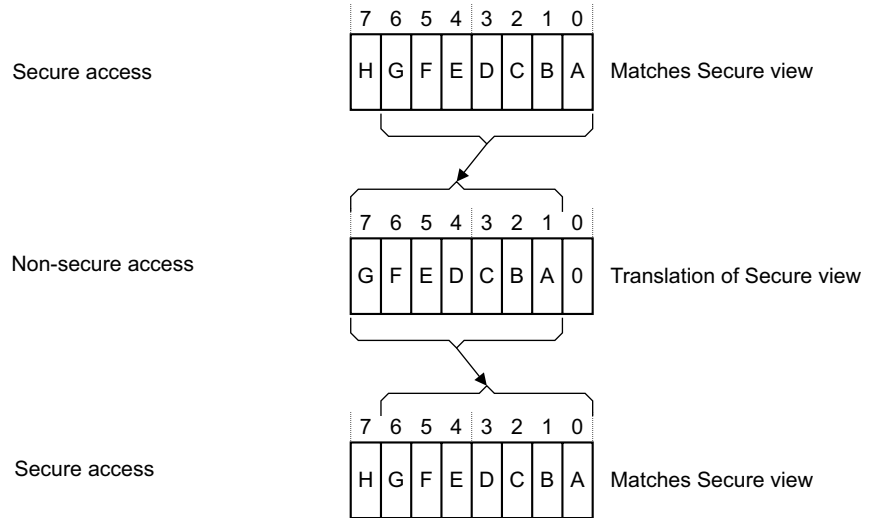 7 6 5 4 3 2 1 0
Secure access H G F E D C B A Matches Secure view
7 6 5 4 3 2 1 0
Non-secure access G F E D C B A 0 Translation of Secure view
7 6 5 4 3 2 1 0
Secure access H G F E D C B A Matches Secure view